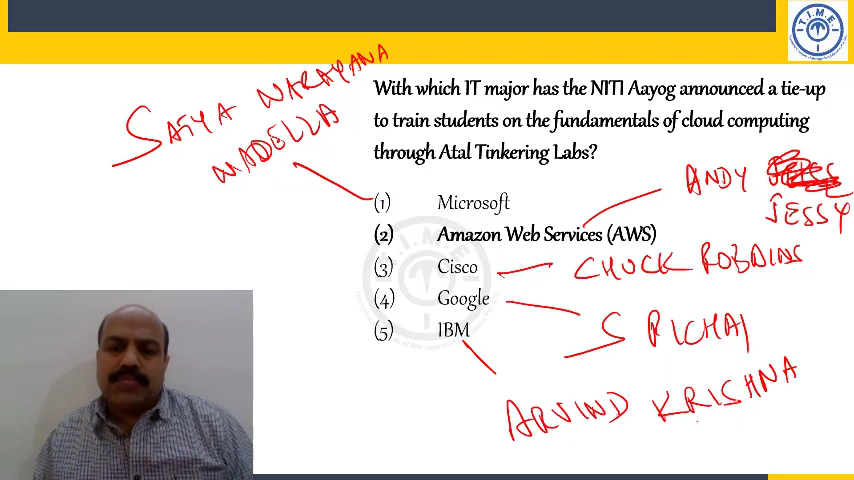 T.I.M.E.
SATYA NARAYANA
NADELLA
With which IT major has the NITI Aayog announced a tie-up
to train students on the fundamentals of cloud computing
through Atal Tinkering Labs?
(1) Microsoft
(2) Amazon Web Services (AWS)
(3) Cisco
(4) Google
(5) IBM
ANDY
JESSY
CHUCK ROBBINS
S PICHAI
ARVIND KRISHNA